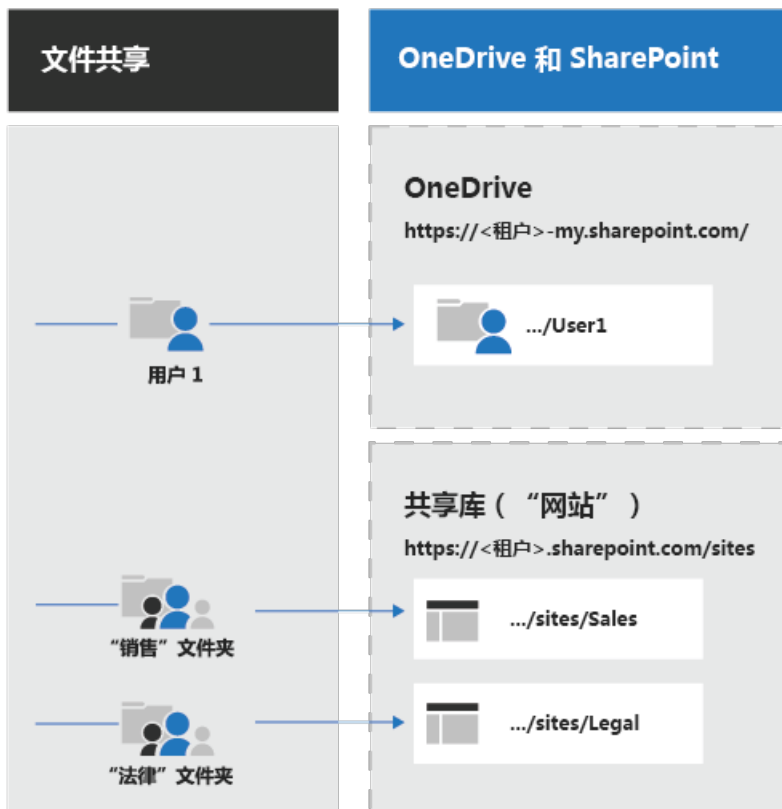 文件共享
OneDrive 和 SharePoint
OneDrive
https://<租户>-my.sharepoint.com/
用户 1
.../User1
共享库（“网站”）
https://<租户>.sharepoint.com/sites
“销售”文件夹
.../sites/Sales
“法律”文件夹
.../sites/Legal